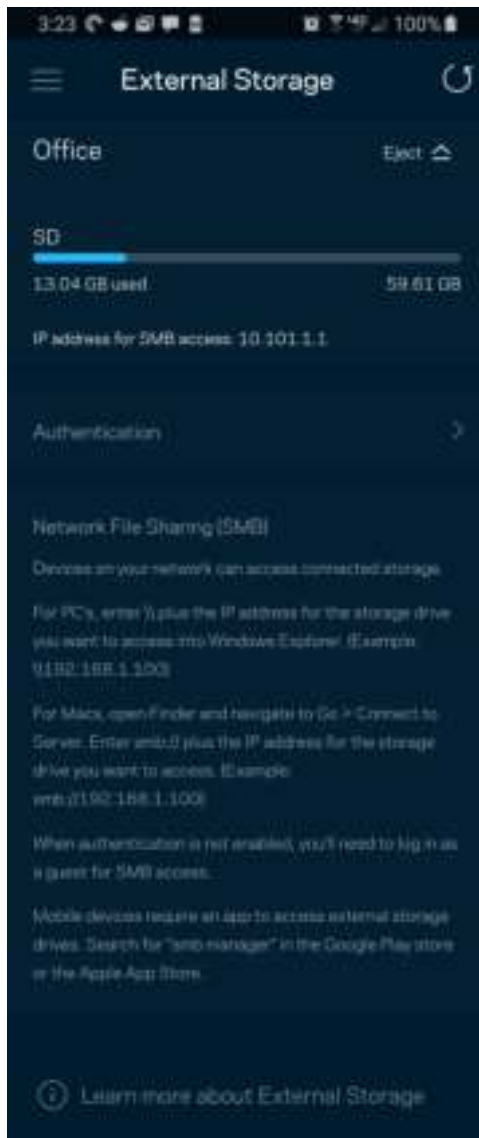 3:23 100%
External Storage
Office Eject
SD
13.04 GB used 59.61 GB
IP address for SMB access: 10.101.1.1
Authentication
Network File Sharing (SMB)
Devices on your network can access connected storage.
For PC's, enter \\ plus the IP address for the storage drive
you want to access into Windows Explorer. (Example:
\\192.168.1.100)
For Macs, open Finder and navigate to Go > Connect to
Server. Enter smb:// plus the IP address for the storage
drive you want to access. (Example:
smb://192.168.1.100)
When authentication is not enabled, you'll need to log in as
a guest for SMB access.
Mobile devices require an app to access external storage
drives. Search for "smb manager" in the Google Play store
or the Apple App Store.
Learn more about External Storage